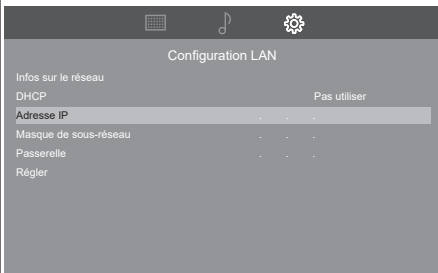 Configuration LAN
Infos sur le réseau
DHCP Pas utiliser
Adresse IP . . .
Masque de sous-réseau . . .
Passerelle . . .
Régler